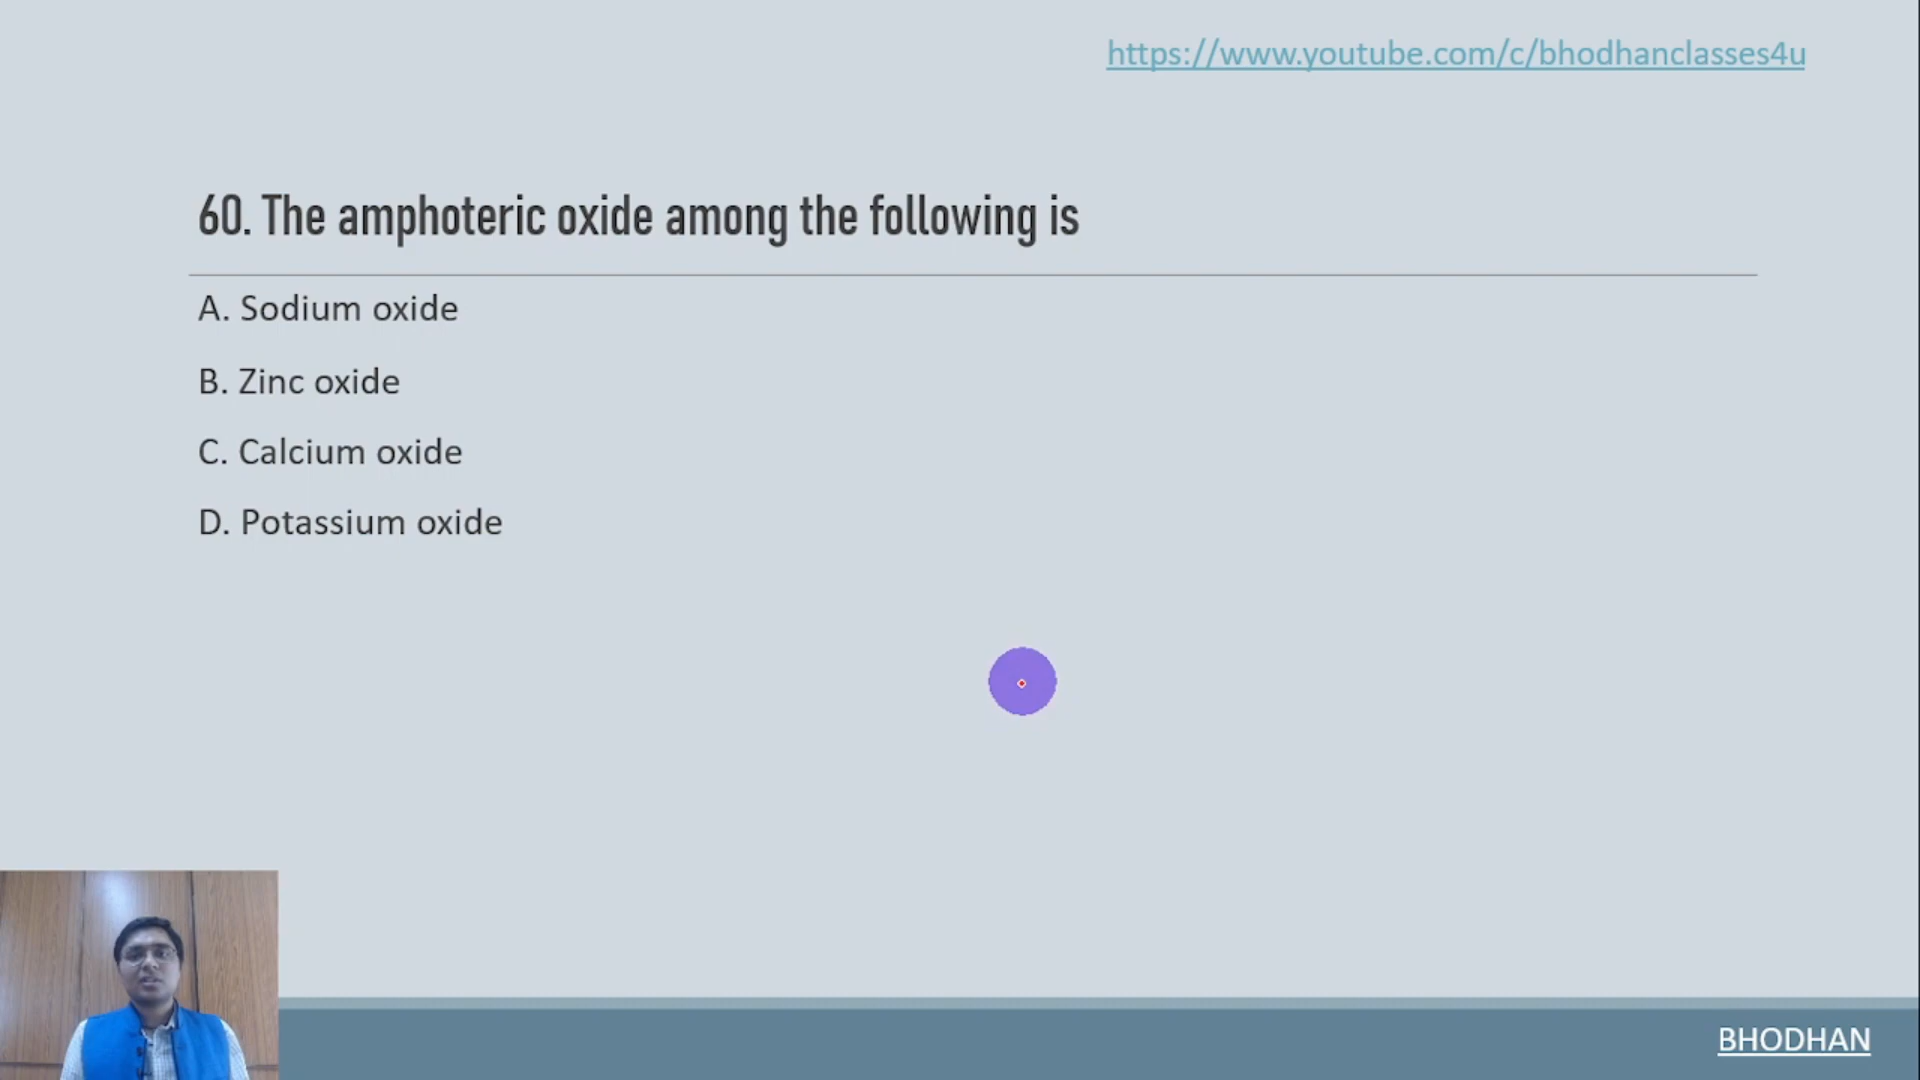 https://www.youtube.com/c/bhodhanclasses4u
60. The amphoteric oxide among the following is
A. Sodium oxide
B. Zinc oxide
C. Calcium oxide
D. Potassium oxide
BHODHAN